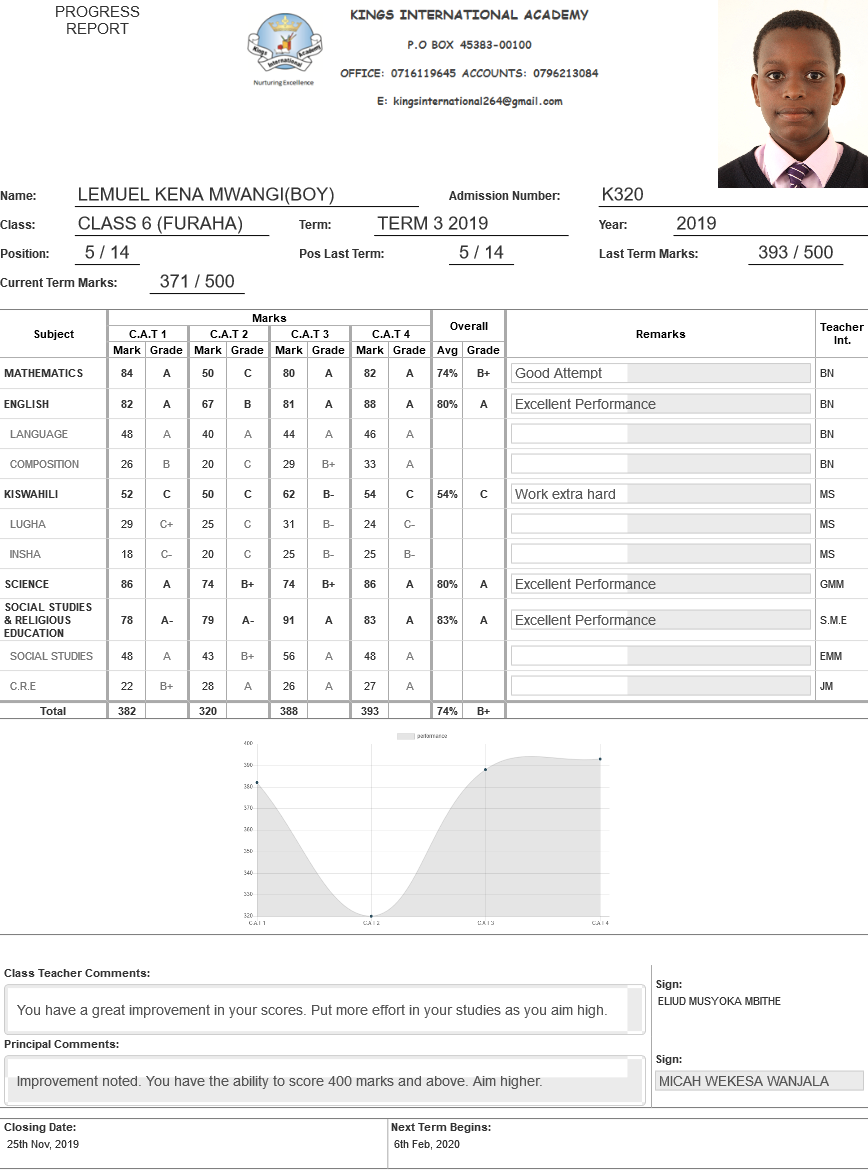 PROGRESS
REPORT
Kings International Academy
Nurturing Excellence
KINGS INTERNATIONAL ACADEMY
P.O BOX 45383-00100
OFFICE: 0716119645 ACCOUNTS: 0796213084
E: kingsinternational264@gmail.com
Name: LEMUEL KENA MWANGI(BOY) Admission Number: K320
Class: CLASS 6 (FURAHA) Term: TERM 3 2019 Year: 2019
Position: 5 / 14 Pos Last Term: 5 / 14 Last Term Marks: 393 / 500
Current Term Marks: 371 / 500
Subject Marks Overall Remarks Teacher Int.
C.A.T 1 C.A.T 2 C.A.T 3 C.A.T 4
Mark Grade Mark Grade Mark Grade Mark Grade Avg Grade
MATHEMATICS 84 A 50 C 80 A 82 A 74% B+ Good Attempt BN
ENGLISH 82 A 67 B 81 A 88 A 80% A Excellent Performance BN
LANGUAGE 48 A 40 A 44 A 46 A BN
COMPOSITION 26 B 20 C 29 B+ 33 A BN
KISWAHILI 52 C 50 C 62 B- 54 C 54% C Work extra hard MS
LUGHA 29 C+ 25 C 31 B- 24 C- MS
INSHA 18 C- 20 C 25 B- 25 B- MS
SCIENCE 86 A 74 B+ 74 B+ 86 A 80% A Excellent Performance GMM
SOCIAL STUDIES & RELIGIOUS EDUCATION 78 A- 79 A- 91 A 83 A 83% A Excellent Performance S.M.E
SOCIAL STUDIES 48 A 43 B+ 56 A 48 A EMM
C.R.E 22 B+ 28 A 26 A 27 A JM
Total 382 320 388 393 74% B+
performance
400
390
380
370
360
350
340
330
320
C.A.T 1 C.A.T 2 C.A.T 3 C.A.T 4
Class Teacher Comments:
You have a great improvement in your scores. Put more effort in your studies as you aim high.
Sign:
ELIUD MUSYOKA MBITHE
Principal Comments:
Improvement noted. You have the ability to score 400 marks and above. Aim higher.
Sign:
MICAH WEKESA WANJALA
Closing Date:
25th Nov, 2019
Next Term Begins:
6th Feb, 2020